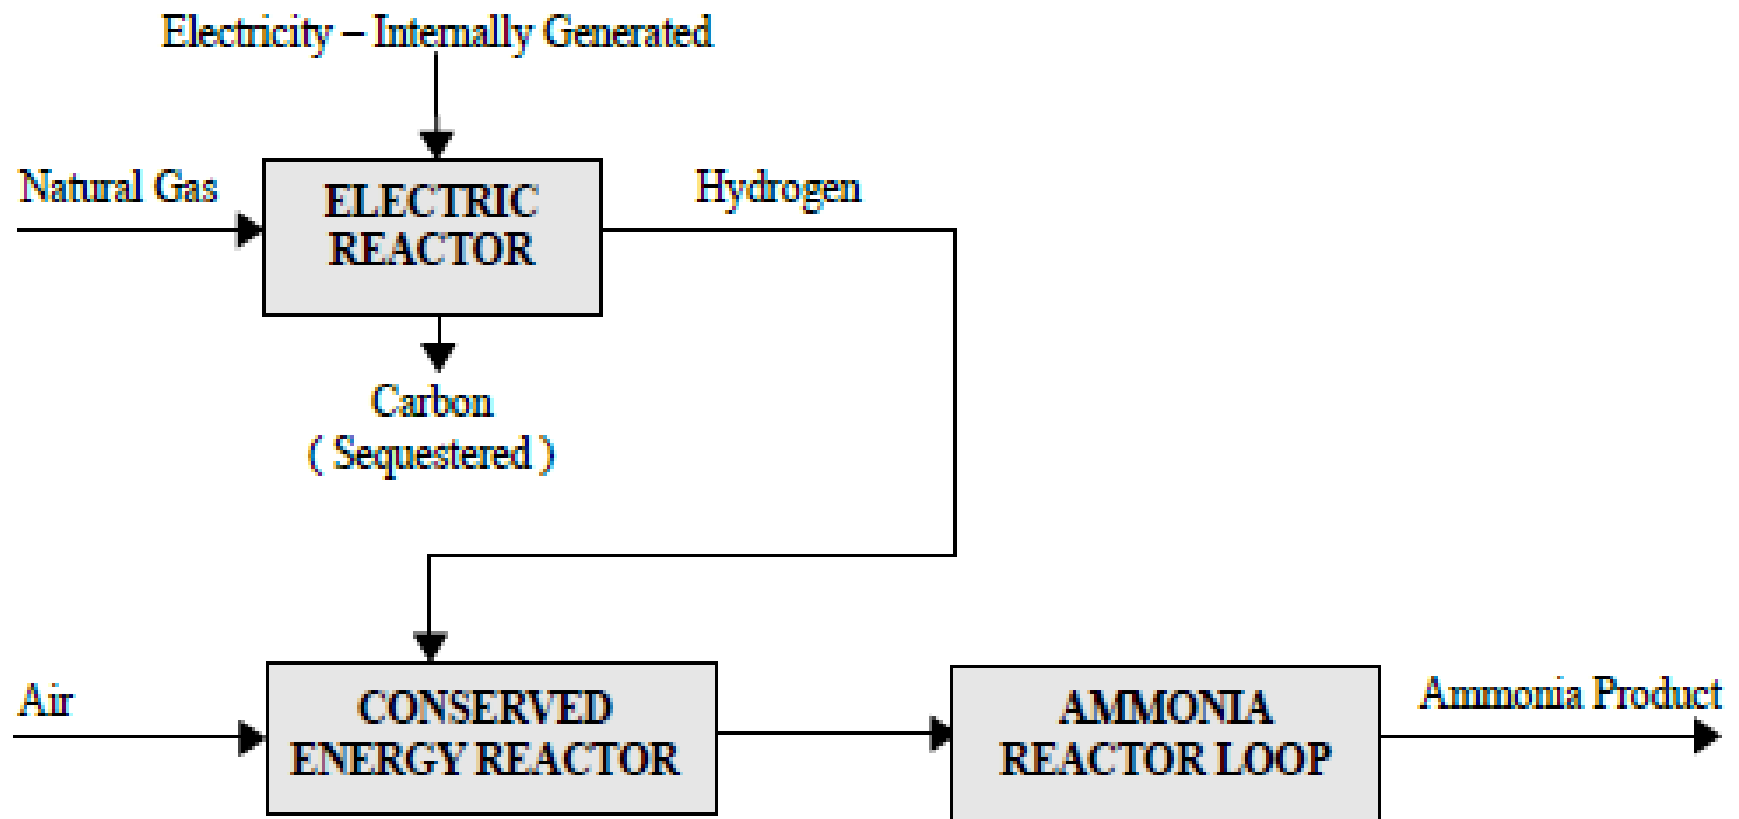 Electricity – Internally Generated
Natural Gas
ELECTRIC
REACTOR
Hydrogen
Carbon
( Sequestered )
Air
CONSERVED
ENERGY REACTOR
AMMONIA
REACTOR LOOP
Ammonia Product